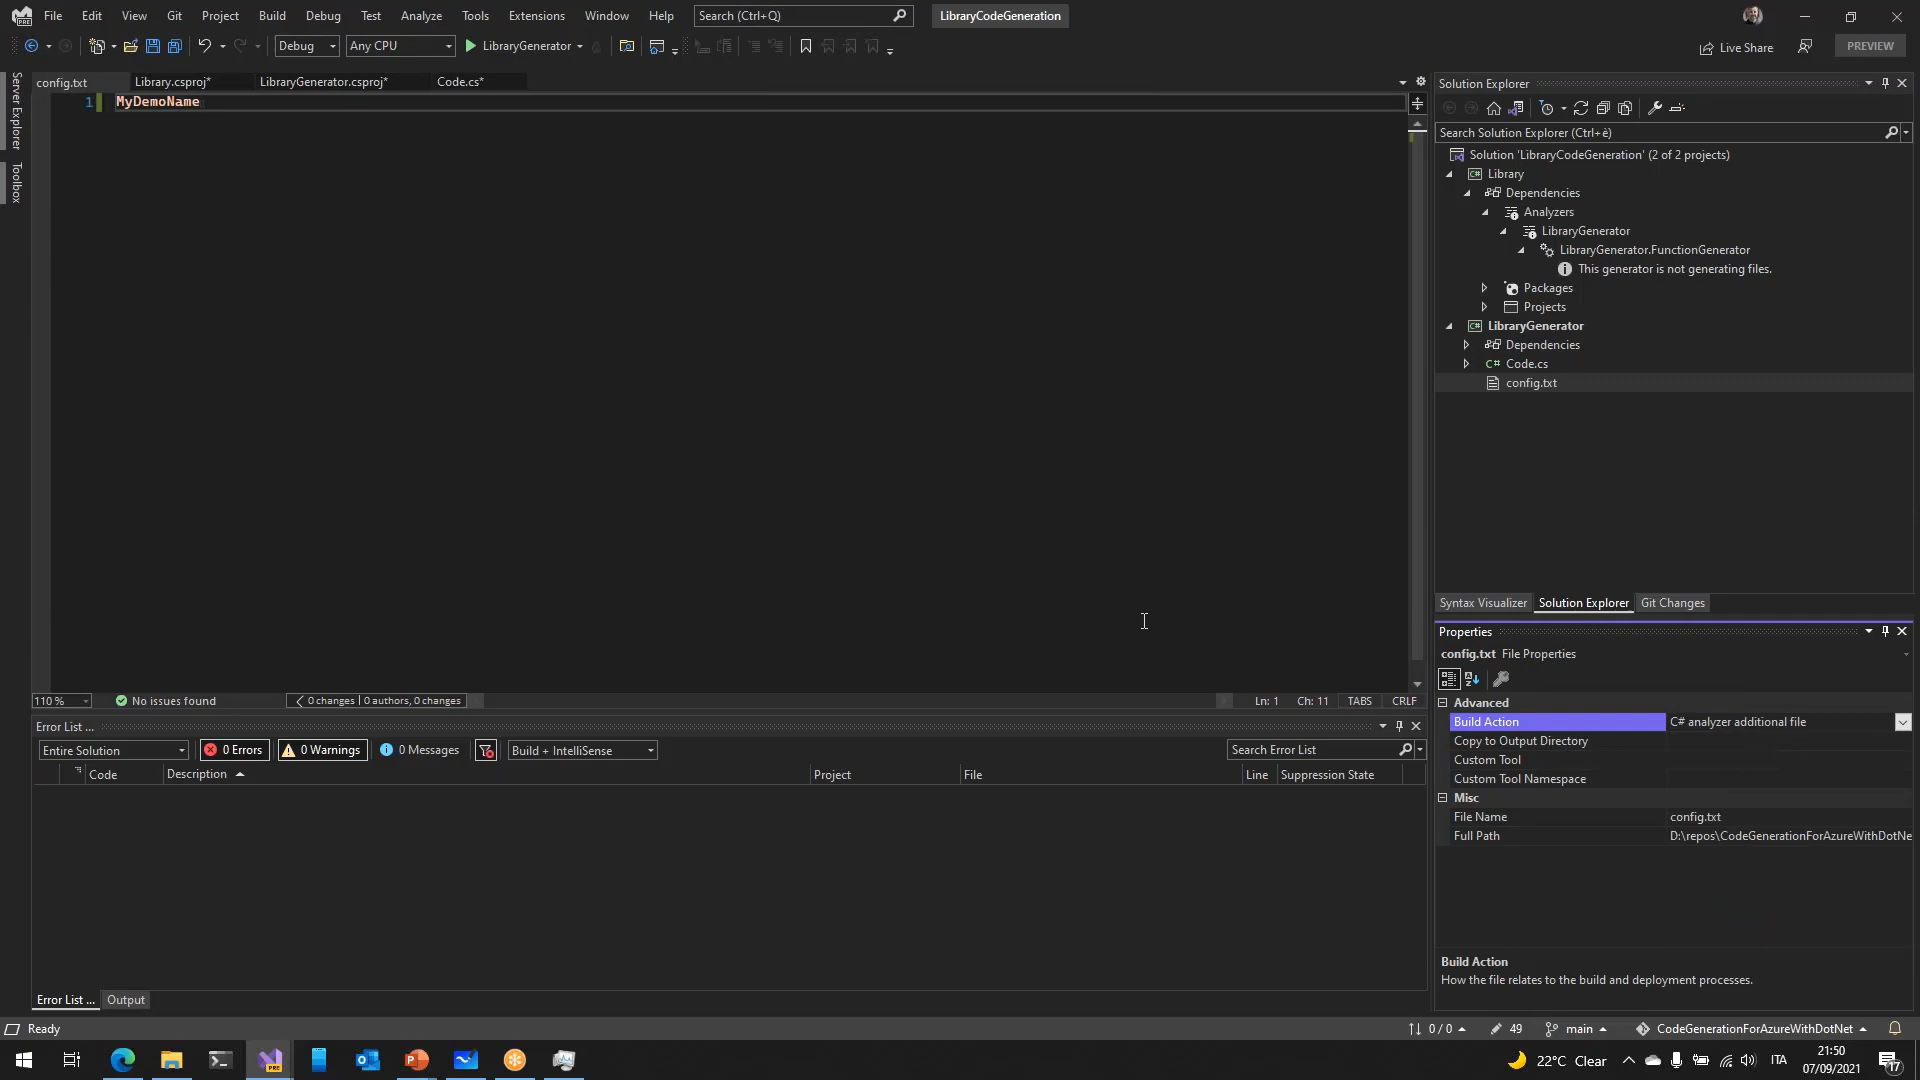 File Edit View Git Project Build Debug Test Analyze Tools Extensions Window Help Search (Ctrl+Q) LibraryCodeGeneration
Debug Any CPU LibraryGenerator Live Share PREVIEW
Server Explorer
Toolbox
config.txt Library.csproj* LibraryGenerator.csproj* Code.cs*
1 MyDemoName
110 % No issues found 0 changes | 0 authors, 0 changes Ln: 1 Ch: 11 TABS CRLF
Error List ...
Entire Solution 0 Errors 0 Warnings 0 Messages Build + IntelliSense Search Error List
Code Description Project File Line Suppression State
Error List ... Output
Solution Explorer
Search Solution Explorer (Ctrl+è)
Solution 'LibraryCodeGeneration' (2 of 2 projects)
C# Library
Dependencies
Analyzers
LibraryGenerator
LibraryGenerator.FunctionGenerator
This generator is not generating files.
Packages
Projects
C# LibraryGenerator
Dependencies
C# Code.cs
config.txt
Syntax Visualizer Solution Explorer Git Changes
Properties
config.txt File Properties
Advanced
Build Action C# analyzer additional file
Copy to Output Directory
Custom Tool
Custom Tool Namespace
Misc
File Name config.txt
Full Path D:\repos\CodeGenerationForAzureWithDotNe
Build Action
How the file relates to the build and deployment processes.
Ready 0 / 0 49 main CodeGenerationForAzureWithDotNet
22°C Clear ITA 21:50
07/09/2021
17